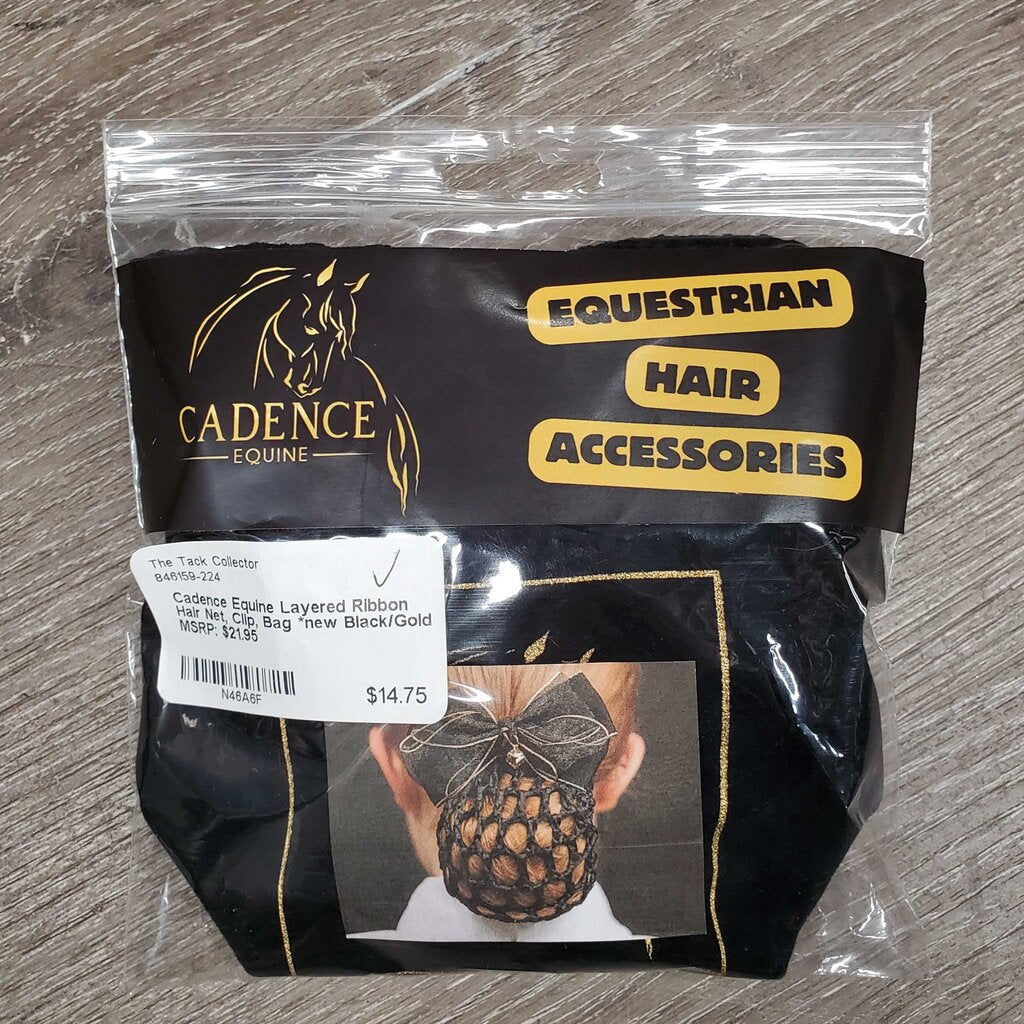 CADENCE
EQUINE
EQUESTRIAN
HAIR
ACCESSORIES
The Tack Collector
B46159-224
Cadence Equine Layered Ribbon
Hair Net, Clip, Bag *new Black/Gold
MSRP: $21.95
N46A6F
$14.75